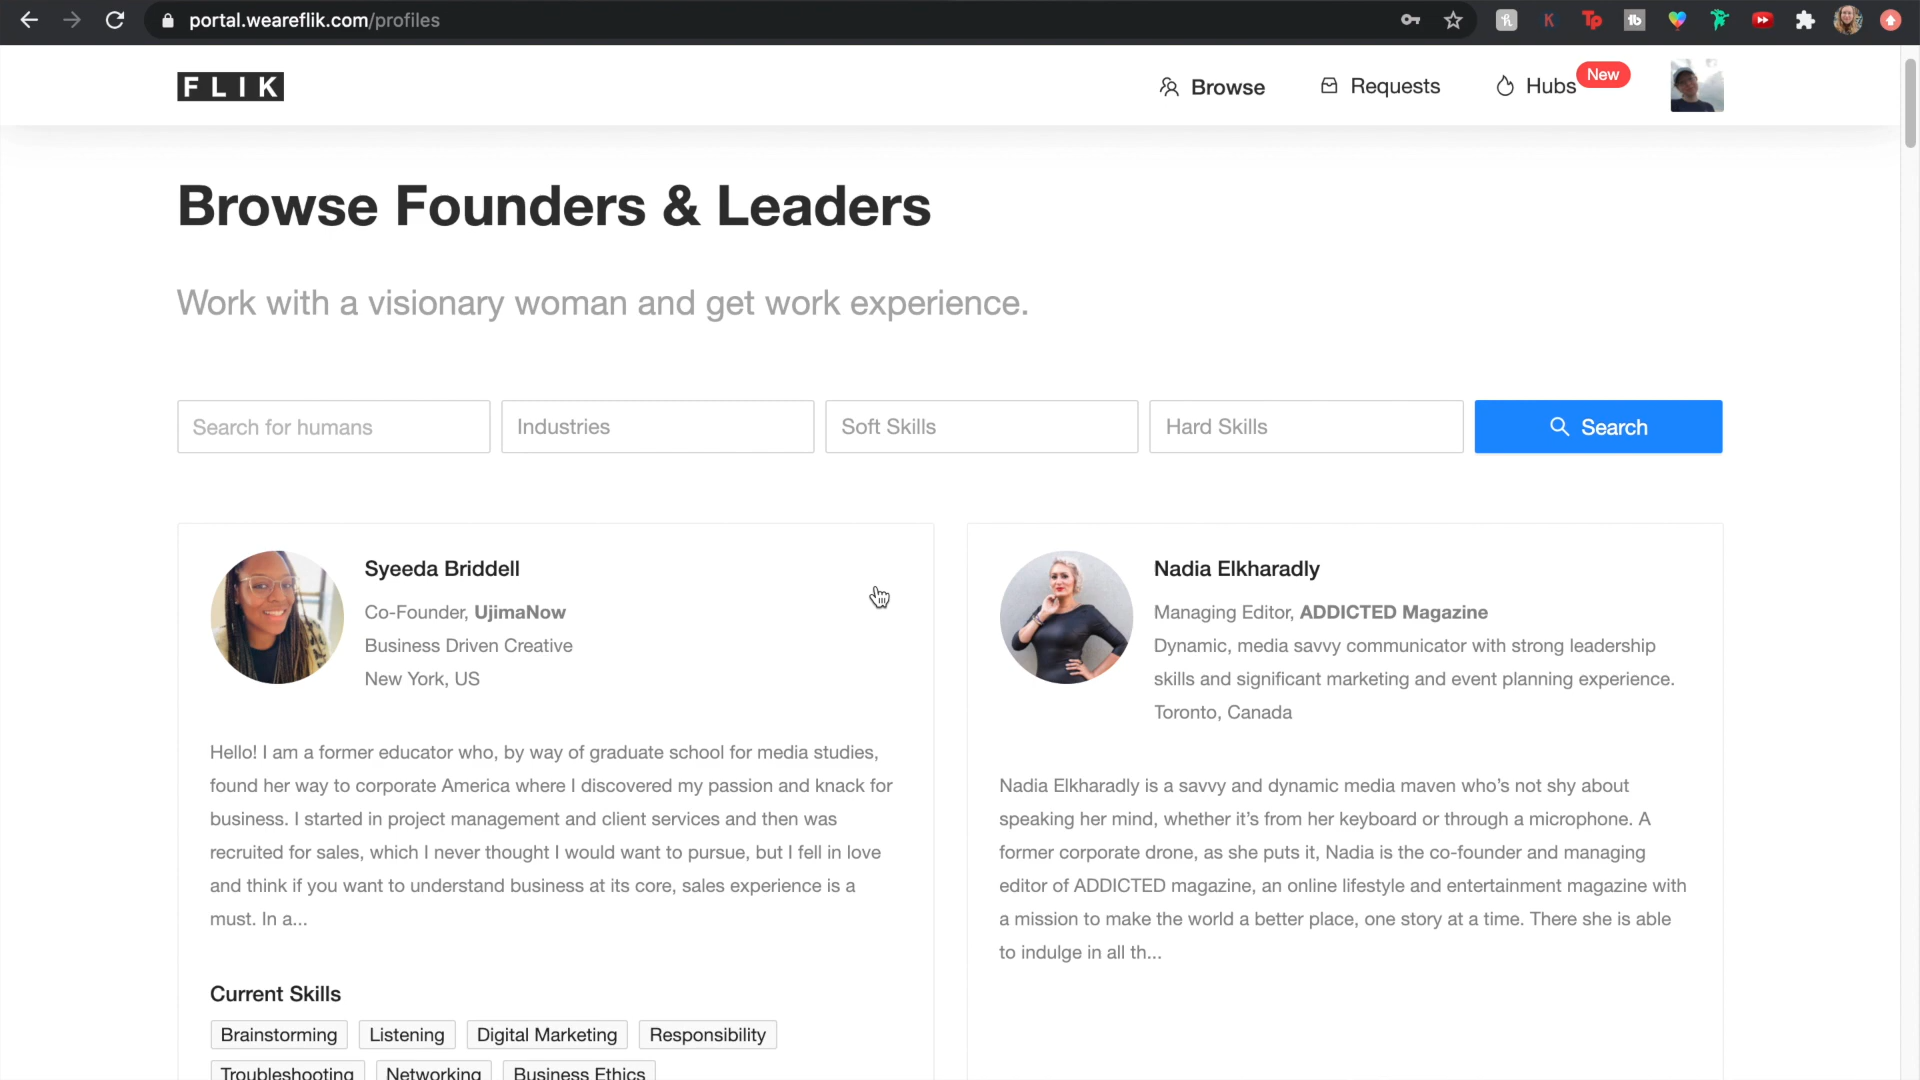 portal.weareflik.com/profiles
FLIK
Browse
Requests
Hubs
New
Browse Founders & Leaders
Work with a visionary woman and get work experience.
Search for humans
Industries
Soft Skills
Hard Skills
Search
Syeeda Briddell
Co-Founder, UjimaNow
Business Driven Creative
New York, US
Hello! I am a former educator who, by way of graduate school for media studies,
found her way to corporate America where I discovered my passion and knack for
business. I started in project management and client services and then was
recruited for sales, which I never thought I would want to pursue, but I fell in love
and think if you want to understand business at its core, sales experience is a
must. In a...
Current Skills
Brainstorming
Listening
Digital Marketing
Responsibility
Troubleshooting
Networking
Business Ethics
Nadia Elkharadly
Managing Editor, ADDICTED Magazine
Dynamic, media savvy communicator with strong leadership
skills and significant marketing and event planning experience.
Toronto, Canada
Nadia Elkharadly is a savvy and dynamic media maven who’s not shy about
speaking her mind, whether it’s from her keyboard or through a microphone. A
former corporate drone, as she puts it, Nadia is the co-founder and managing
editor of ADDICTED magazine, an online lifestyle and entertainment magazine with
a mission to make the world a better place, one story at a time. There she is able
to indulge in all th...